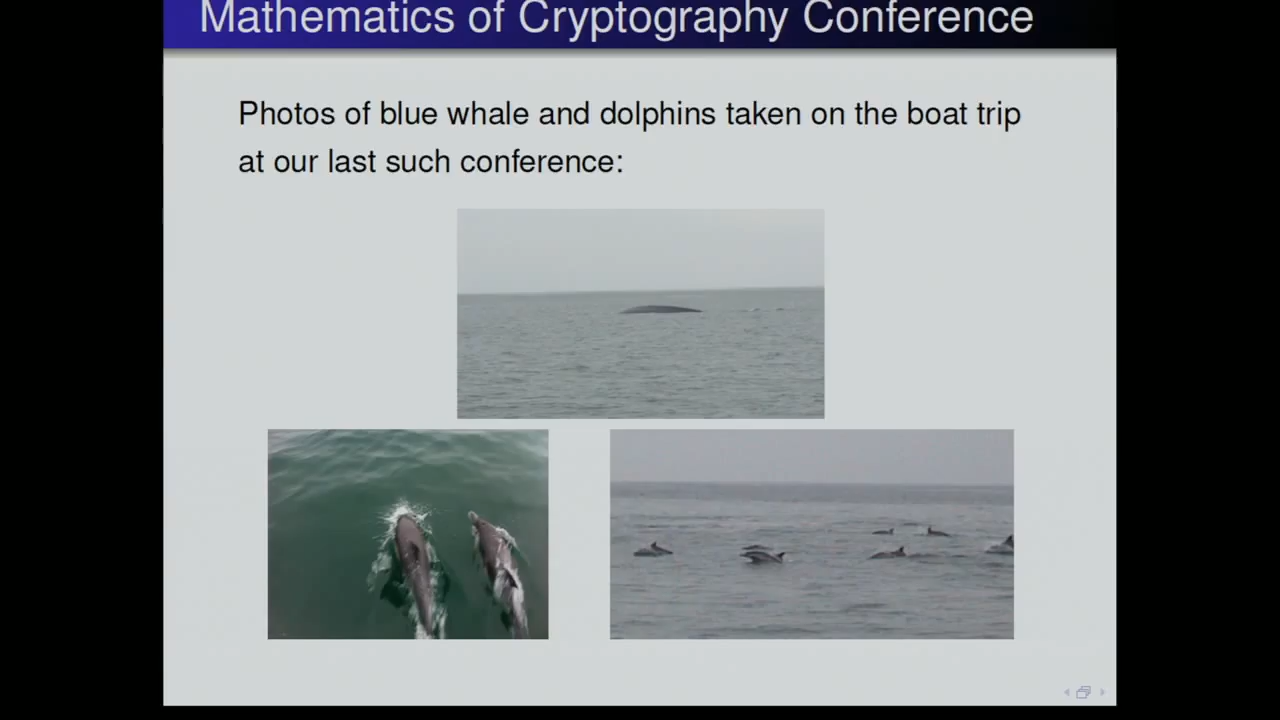 Mathematics of Cryptography Conference
Photos of blue whale and dolphins taken on the boat trip
at our last such conference: